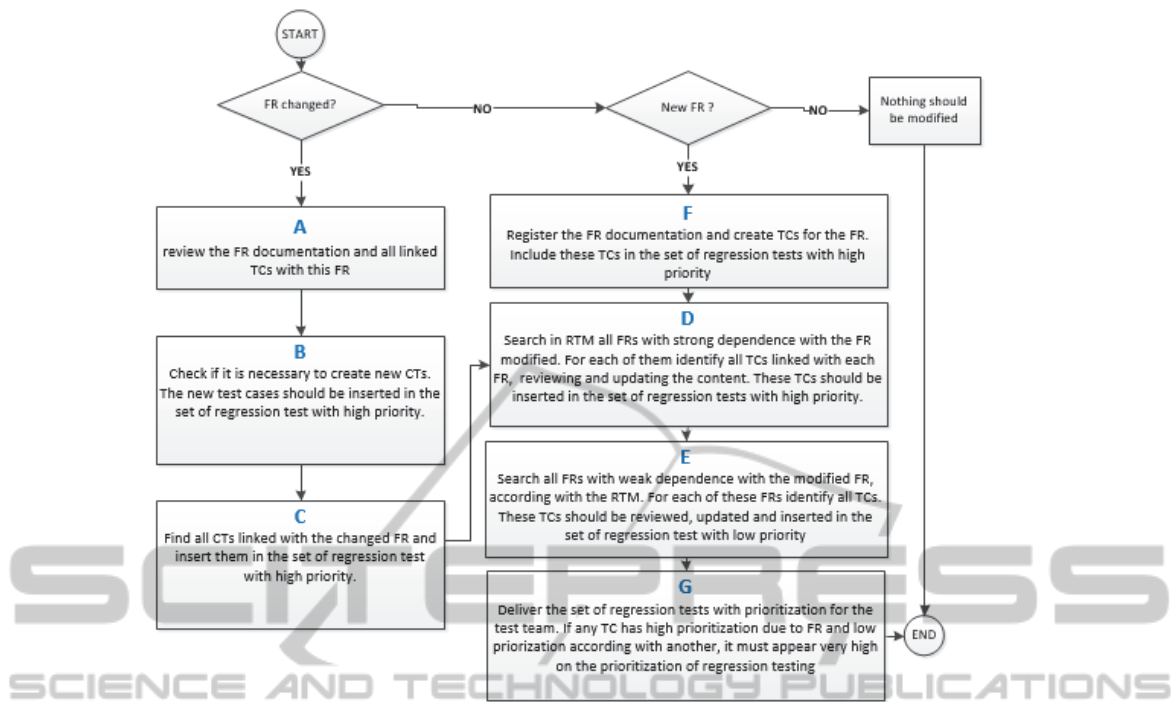 START
FR changed?
NO
New FR ?
NO
Nothing should
be modified
YES
YES
A
review the FR documentation and all linked
TCs with this FR
F
Register the FR documentation and create TCs for the FR.
Include these TCs in the set of regression tests with high
priority
B
Check if it is necessary to create new CTs.
The new test cases should be inserted in the
set of regression test with high priority.
D
Search in RTM all FRs with strong dependence with the FR
modified. For each of them identify all TCs linked with each
FR, reviewing and updating the content. These TCs should be
inserted in the set of regression tests with high priority.
C
Find all CTs linked with the changed FR and
insert them in the set of regression test
with high priority.
E
Search all FRs with weak dependence with the modified FR,
according with the RTM. For each of these FRs identify all TCs.
These TCs should be reviewed, updated and inserted in the
set of regression test with low priority
G
Deliver the set of regression tests with prioritization for the
test team. If any TC has high prioritization due to FR and low
priorization according with another, it must appear very high
on the prioritization of regression testing
END
SCITEPRESS
SCIENCE AND TECHNOLOGY PUBLICATIONS